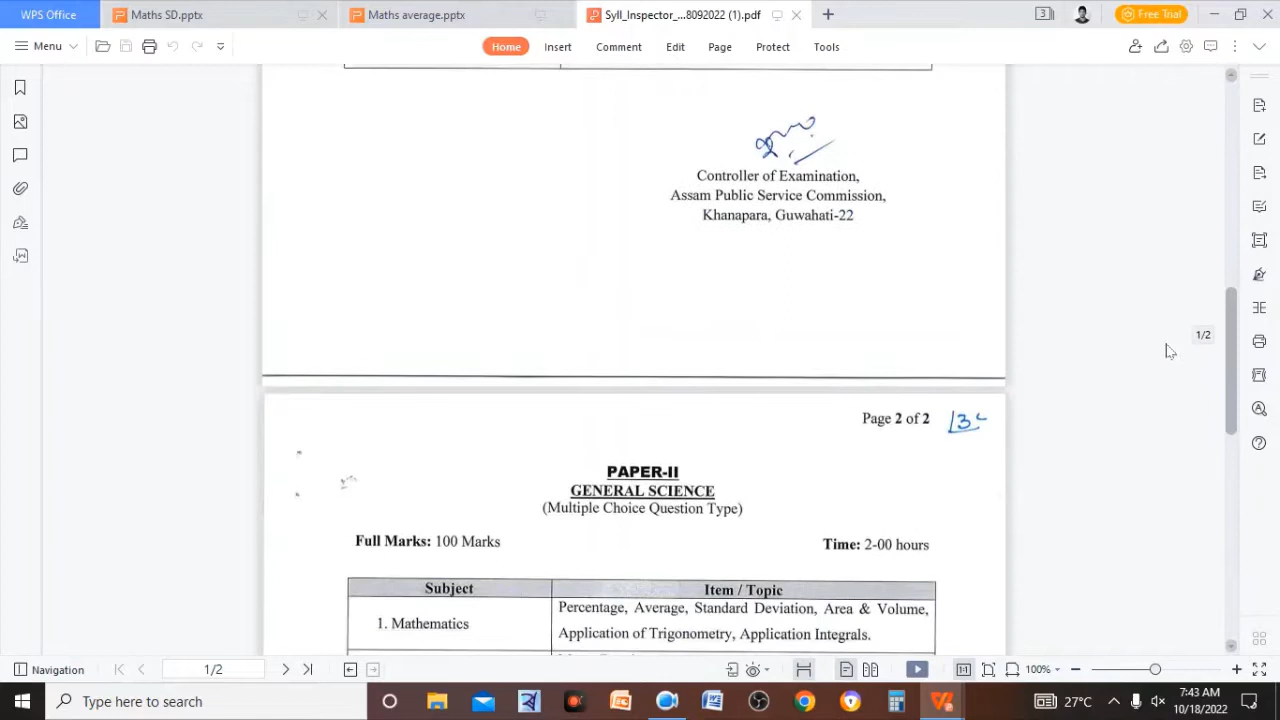 WPS Office
Maths SD.pptx
Maths average.pptx
Syll_Inspector_...8092022 (1).pdf
3
Free Trial
Menu
Home
Insert
Comment
Edit
Page
Protect
Tools
Controller of Examination,
Assam Public Service Commission,
Khanapara, Guwahati-22
1/2
Page 2 of 2
PAPER-II
GENERAL SCIENCE
(Multiple Choice Question Type)
Full Marks: 100 Marks
Time: 2-00 hours
Subject
Item / Topic
1. Mathematics
Percentage, Average, Standard Deviation, Area & Volume,
Application of Trigonometry, Application Integrals.
Navigation
1/2
100%
Type here to search
27°C
7:43 AM
10/18/2022